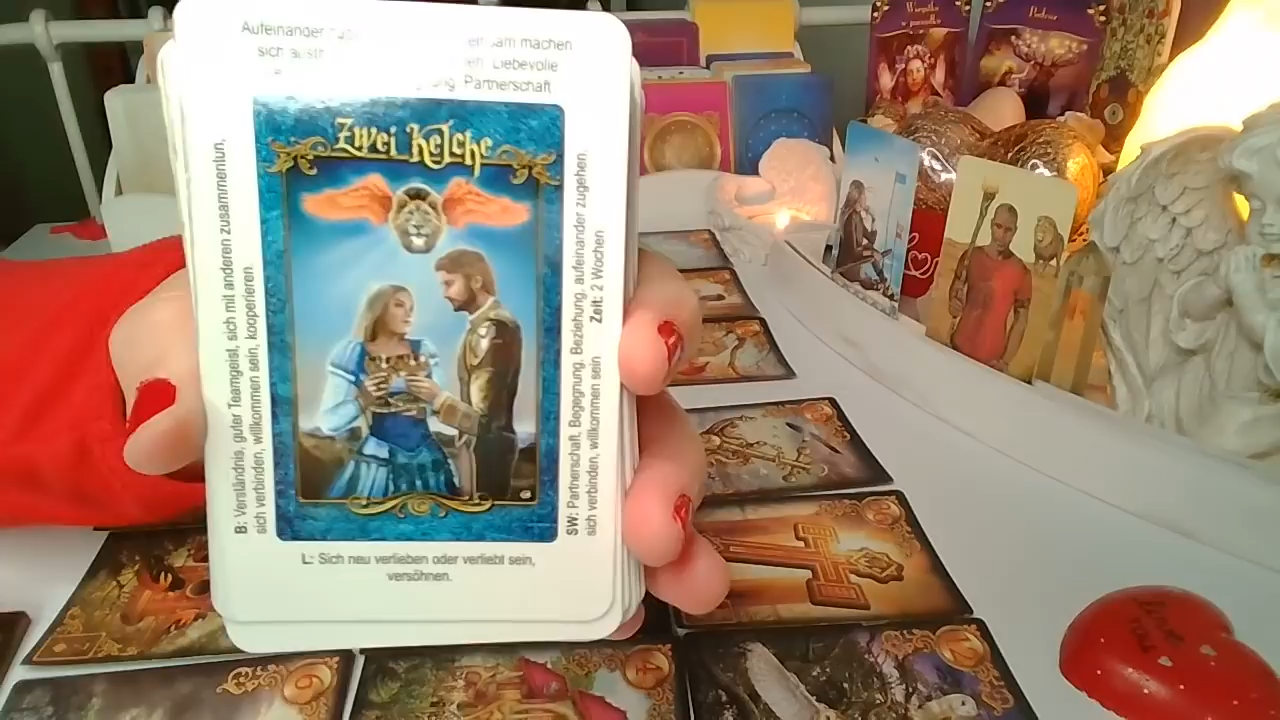 Aufeinander machen
sich Liebevolle
Partnerschaft
Zwei Kelche
B: Verständnis, guter Teamgeist, sich mit anderen zusammentun,
sich verbinden, willkommen sein, kooperieren
SW: Partnerschaft, Begegnung, Beziehung, aufeinander zugehen,
sich verbinden, willkommen sein Zeit: 2 Wochen
L: Sich neu verlieben oder verliebt sein,
versöhnen.